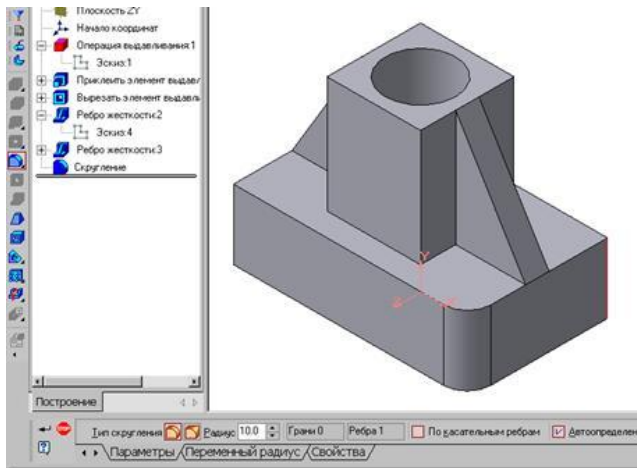 Плоскость ZY
Начало координат
Операция выдавливания:1
Эскиз:1
Приклеить элемент выдавл
Вырезать элемент выдавли
Ребро жесткости:2
Эскиз:4
Ребро жесткости:3
Скругление
Y
Z
X
Построение
Тип скругления Радиус 10.0 Грани 0 Ребра 1 По касательным ребрам Автоопределен
Параметры Переменный радиус Свойства